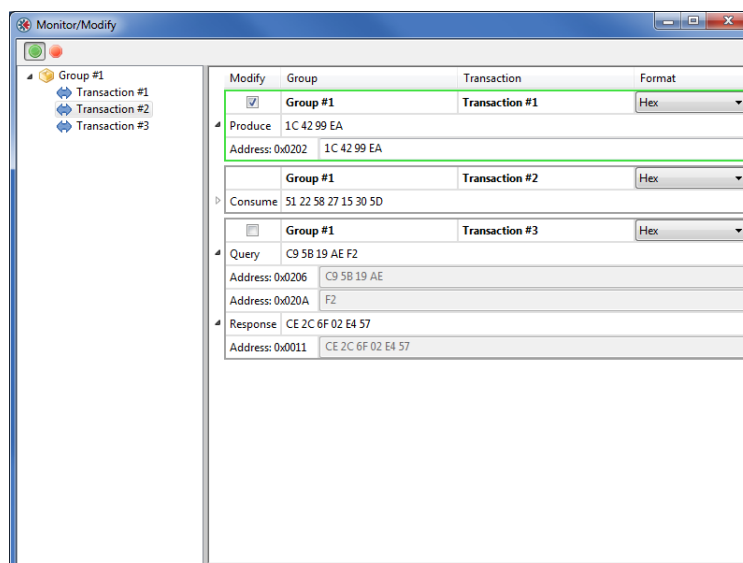 Monitor/Modify
Group #1
Transaction #1
Transaction #2
Transaction #3
Modify Group Transaction Format
Group #1 Transaction #1 Hex
Produce 1C 42 99 EA
Address: 0x0202 1C 42 99 EA
Group #1 Transaction #2 Hex
Consume 51 22 58 27 15 30 5D
Group #1 Transaction #3 Hex
Query C9 5B 19 AE F2
Address: 0x0206 C9 5B 19 AE
Address: 0x020A F2
Response CE 2C 6F 02 E4 57
Address: 0x0011 CE 2C 6F 02 E4 57